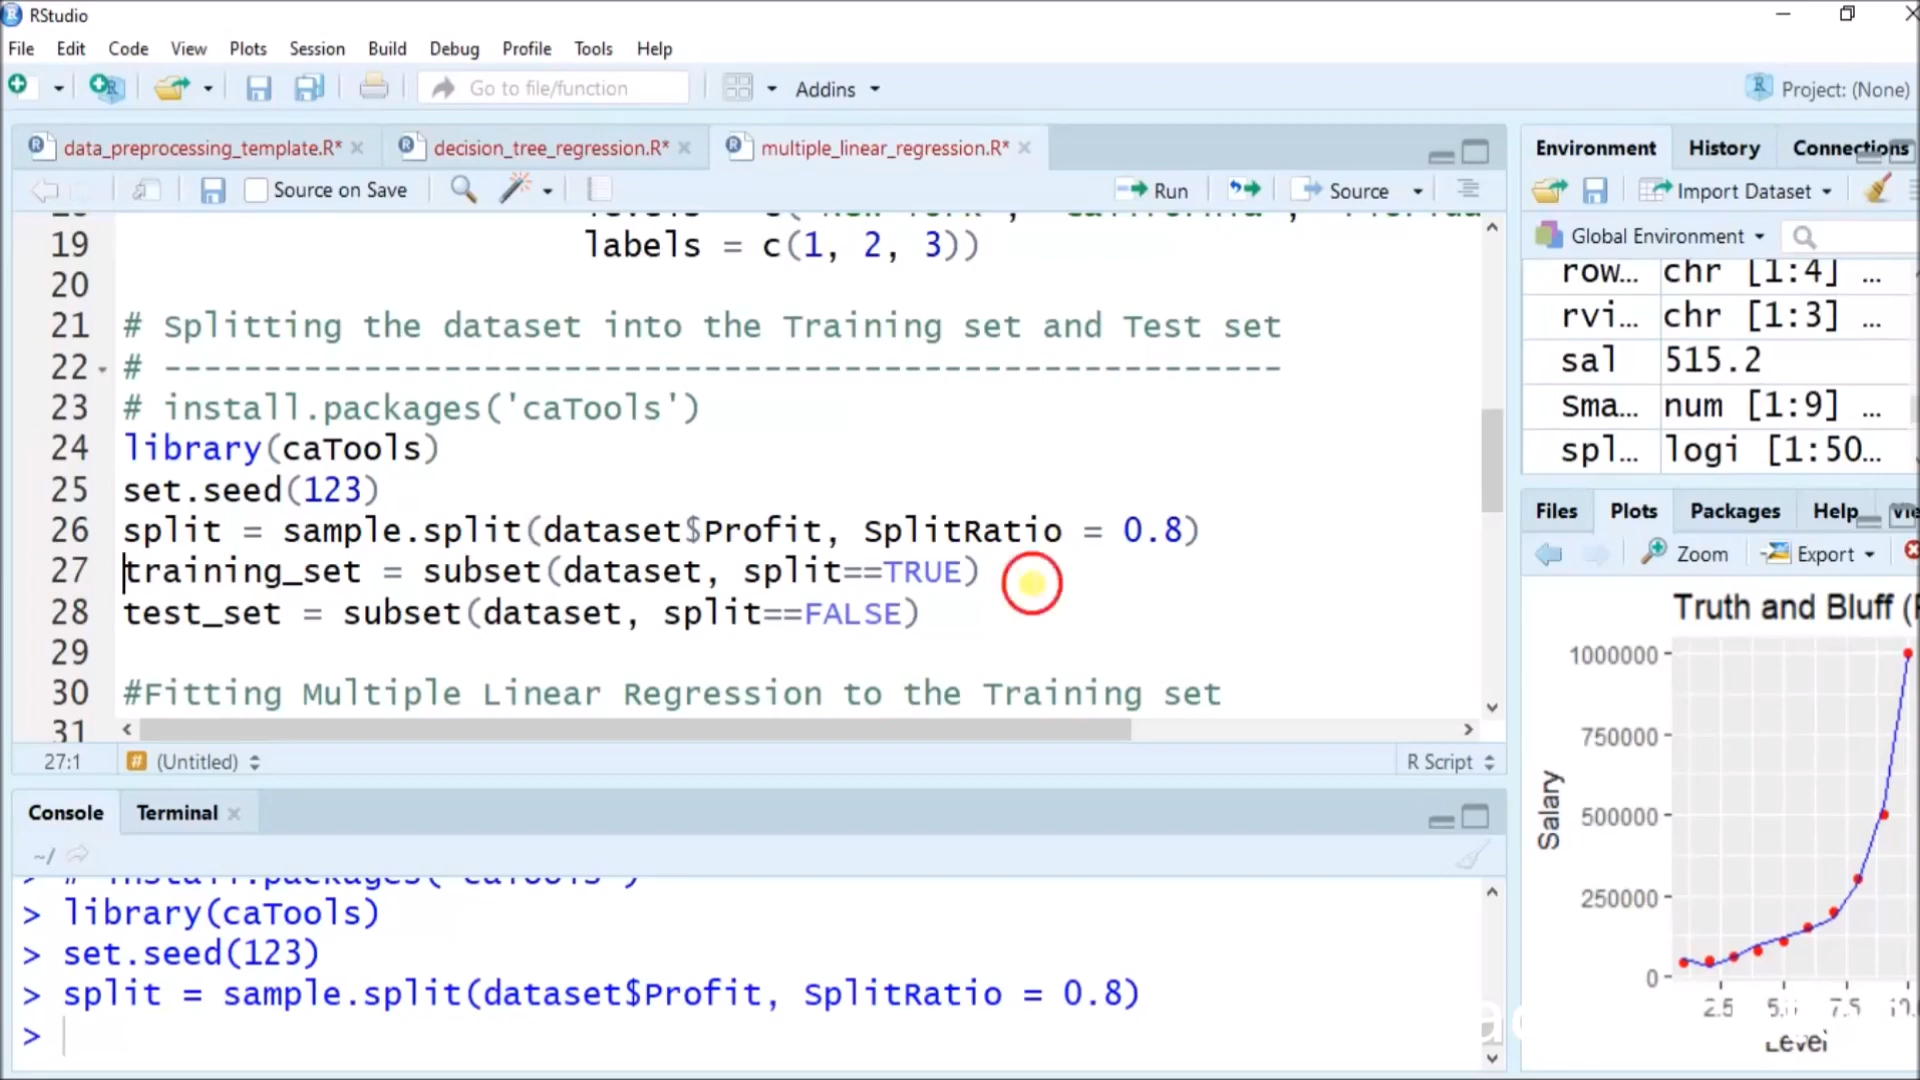 RStudio
File Edit Code View Plots Session Build Debug Profile Tools Help
Go to file/function Addins Project: (None)
data_preprocessing_template.R* decision_tree_regression.R* multiple_linear_regression.R*
Source on Save Run Source
19 labels = c(1, 2, 3))
20
21 # Splitting the dataset into the Training set and Test set
22 # --------------------------------------------------------
23 # install.packages('caTools')
24 library(caTools)
25 set.seed(123)
26 split = sample.split(dataset$Profit, SplitRatio = 0.8)
27 training_set = subset(dataset, split==TRUE)
28 test_set = subset(dataset, split==FALSE)
29
30 #Fitting Multiple Linear Regression to the Training set
31
27:1 (Untitled) R Script
Console Terminal
~/
> # install.packages('caTools')
> library(caTools)
> set.seed(123)
> split = sample.split(dataset$Profit, SplitRatio = 0.8)
>
Environment History Connections
Import Dataset
Global Environment
row… chr [1:4] …
rvi… chr [1:3] …
sal 515.2
Sma… num [1:9] …
spl… logi [1:50…
Files Plots Packages Help
Zoom Export
Truth and Bluff (
1000000
750000
500000
250000
0
Salary
2.5 5.0 7.5 10.
Level